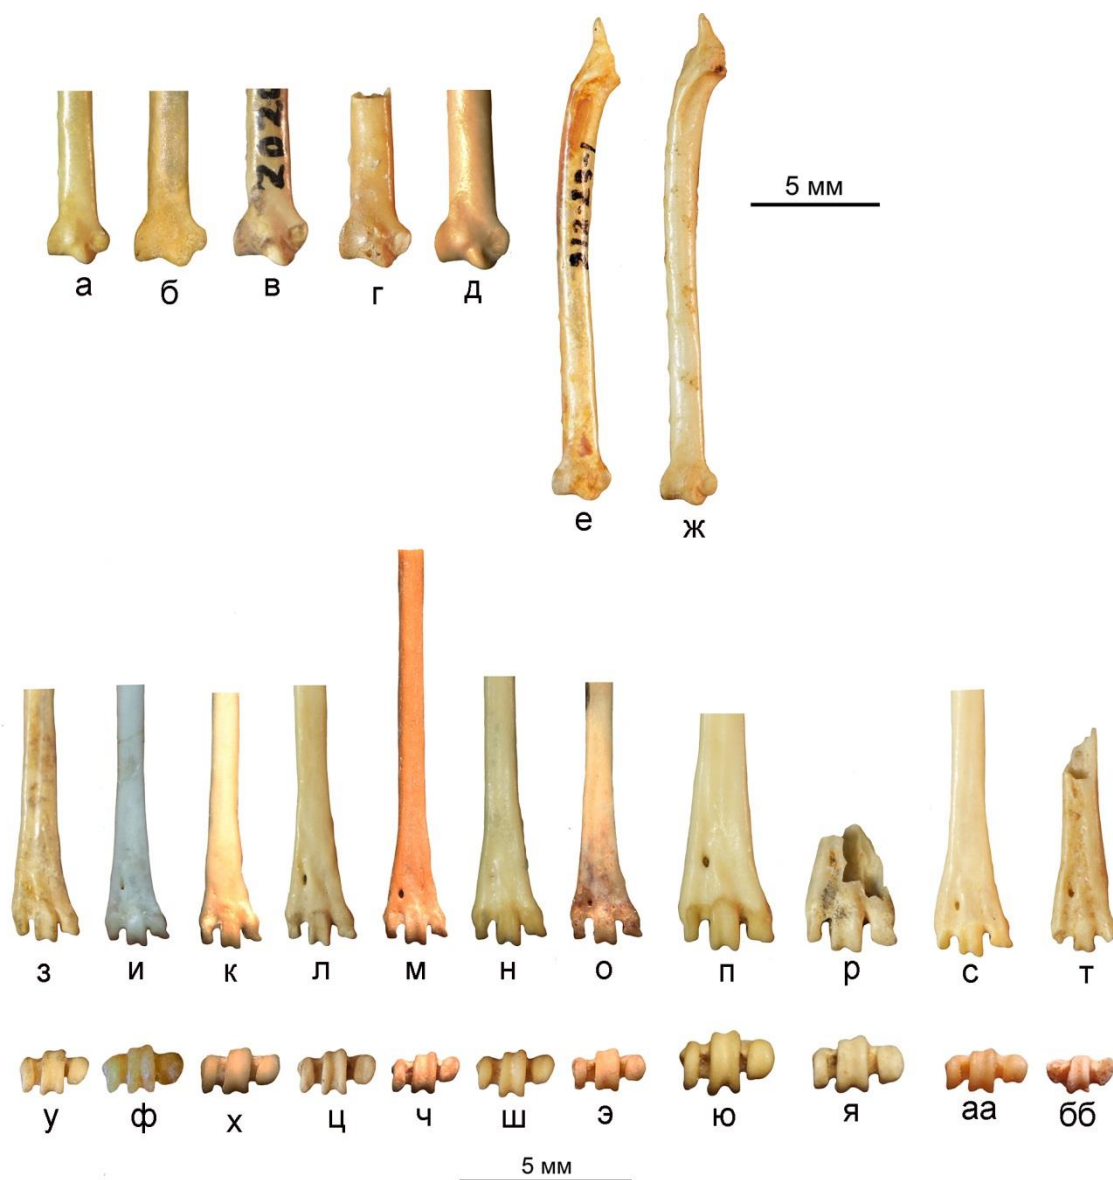 5 мм
а б в г д
е ж
з и к л м н о п р с т
у ф х ц ч ш э ю я аа бб
5 мм